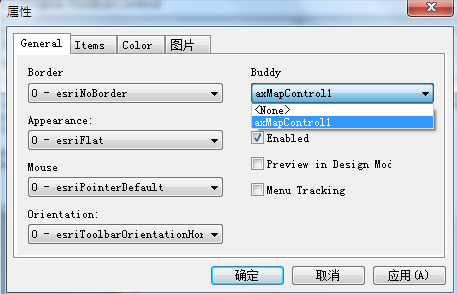 属性
General Items Color 图片
Border
0 - esriNoBorder
Appearance:
0 - esriFlat
Mouse
0 - esriPointerDefault
Orientation:
0 - esriToolbarOrientationHor
Buddy
axMapControl1
<None>
axMapControl1
Enabled
Preview in Design Mod
Menu Tracking
确定 取消 应用(A)